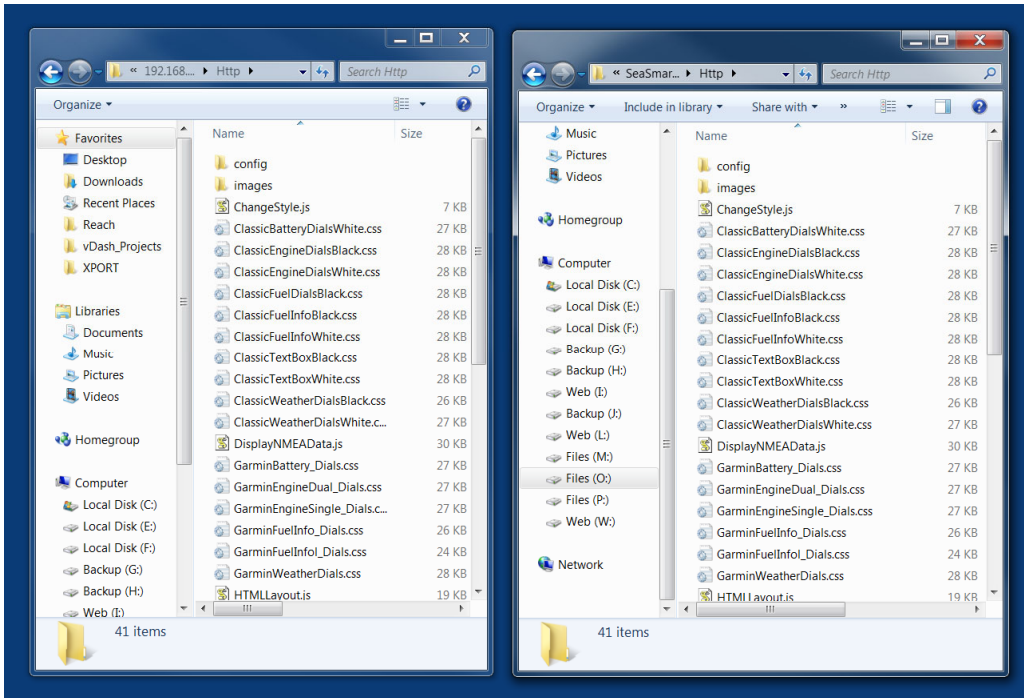 « 192.168.... Http
Search Http
Organize
Favorites
Desktop
Downloads
Recent Places
Reach
vDash_Projects
XPORT
Libraries
Documents
Music
Pictures
Videos
Homegroup
Computer
Local Disk (C:)
Local Disk (E:)
Local Disk (F:)
Backup (G:)
Backup (H:)
Web (I:)
Name Size
config
images
ChangeStyle.js 7 KB
ClassicBatteryDialsWhite.css 27 KB
ClassicEngineDialsBlack.css 28 KB
ClassicEngineDialsWhite.css 28 KB
ClassicFuelDialsBlack.css 28 KB
ClassicFuelInfoBlack.css 28 KB
ClassicFuelInfoWhite.css 28 KB
ClassicTextBoxBlack.css 28 KB
ClassicTextBoxWhite.css 28 KB
ClassicWeatherDialsBlack.css 26 KB
ClassicWeatherDialsWhite.c... 27 KB
DisplayNMEAData.js 30 KB
GarminBattery_Dials.css 27 KB
GarminEngineDual_Dials.css 27 KB
GarminEngineSingle_Dials.c... 27 KB
GarminFuelInfo_Dials.css 26 KB
GarminFuelInfol_Dials.css 24 KB
GarminWeatherDials.css 28 KB
HTMLLayout.js 19 KB
41 items
« SeaSmar... Http
Search Http
Organize Include in library Share with »
Music
Pictures
Videos
Homegroup
Computer
Local Disk (C:)
Local Disk (E:)
Local Disk (F:)
Backup (G:)
Backup (H:)
Web (I:)
Backup (J:)
Web (L:)
Files (M:)
Files (O:)
Files (P:)
Web (W:)
Network
Name Size
config
images
ChangeStyle.js 7 KB
ClassicBatteryDialsWhite.css 27 KB
ClassicEngineDialsBlack.css 28 KB
ClassicEngineDialsWhite.css 28 KB
ClassicFuelDialsBlack.css 28 KB
ClassicFuelInfoBlack.css 28 KB
ClassicFuelInfoWhite.css 28 KB
ClassicTextBoxBlack.css 28 KB
ClassicTextBoxWhite.css 28 KB
ClassicWeatherDialsBlack.css 26 KB
ClassicWeatherDialsWhite.css 27 KB
DisplayNMEAData.js 30 KB
GarminBattery_Dials.css 27 KB
GarminEngineDual_Dials.css 27 KB
GarminEngineSingle_Dials.css 27 KB
GarminFuelInfo_Dials.css 26 KB
GarminFuelInfol_Dials.css 24 KB
GarminWeatherDials.css 28 KB
HTMLLayout.js 19 KB
41 items